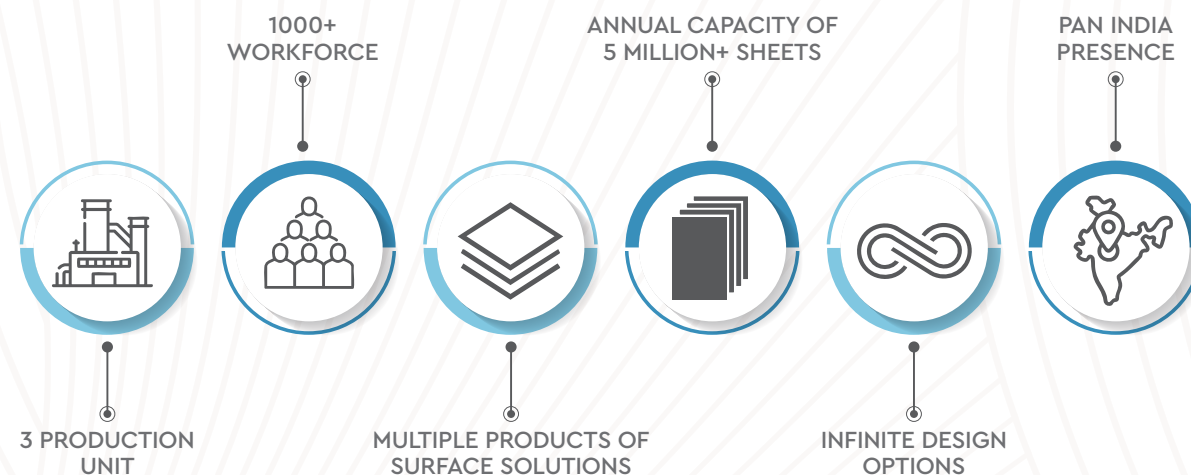 1000+
WORKFORCE
ANNUAL CAPACITY OF
5 MILLION+ SHEETS
PAN INDIA
PRESENCE
3 PRODUCTION
UNIT
MULTIPLE PRODUCTS OF
SURFACE SOLUTIONS
INFINITE DESIGN
OPTIONS